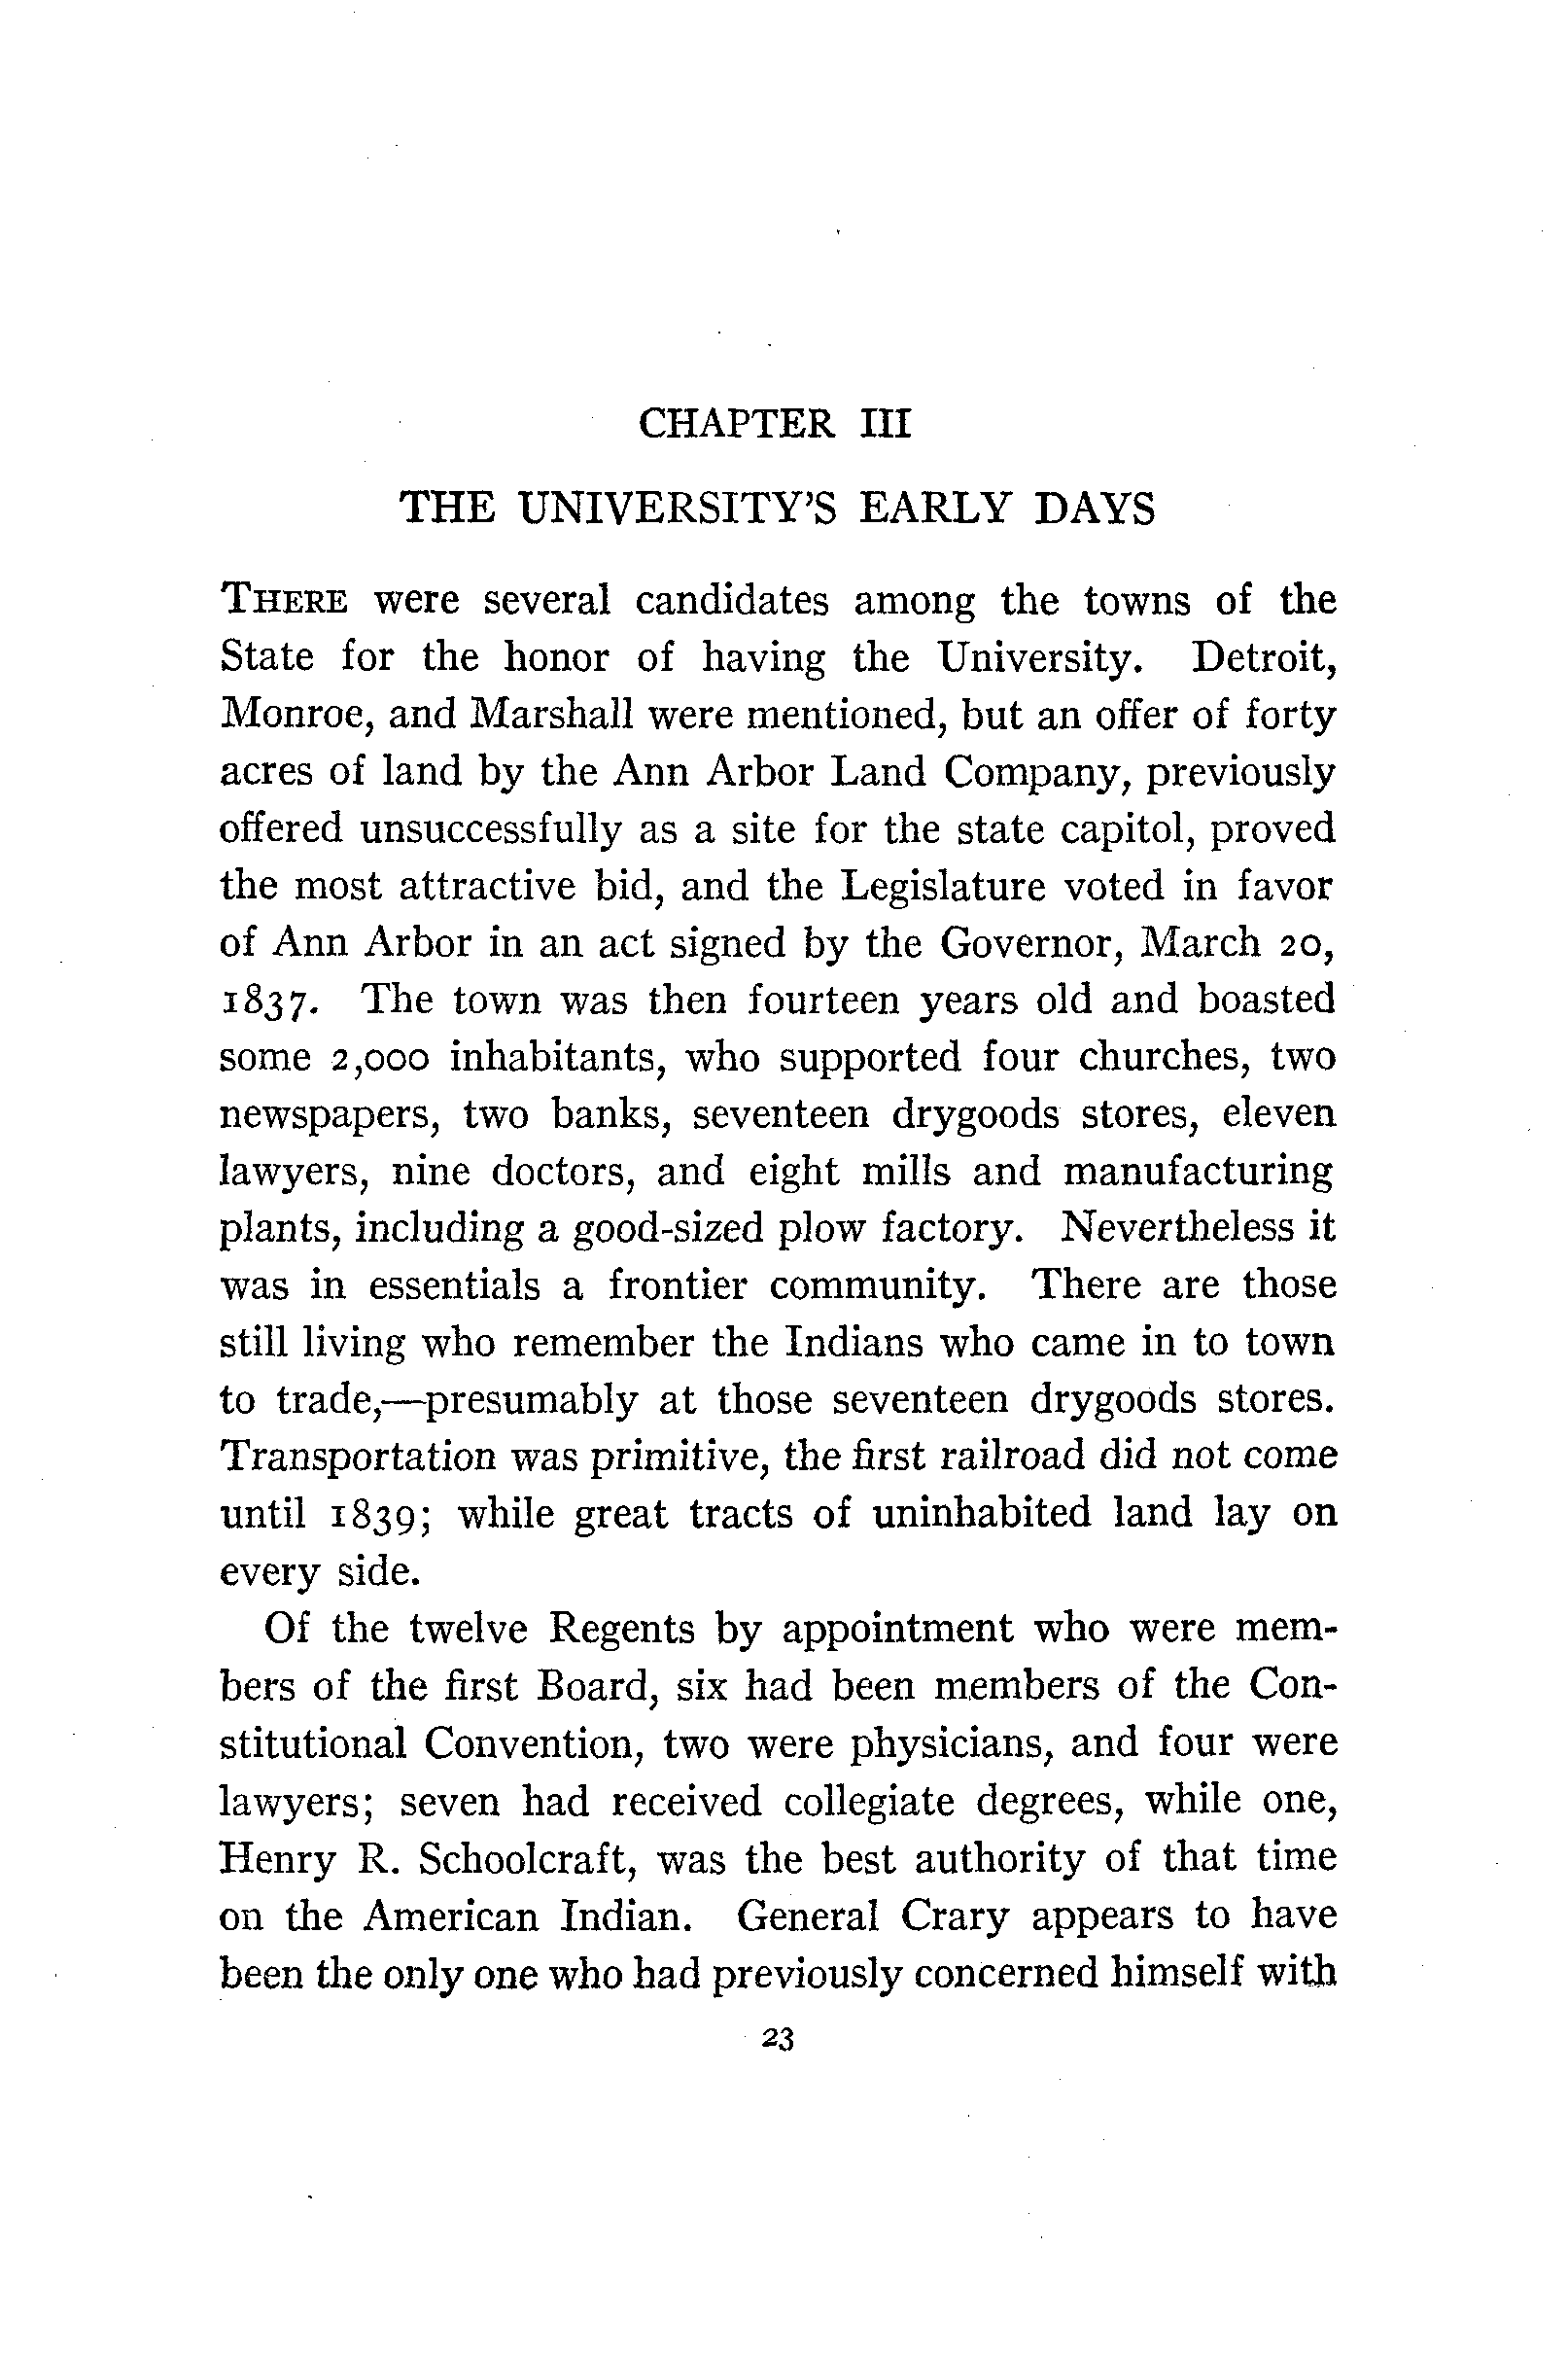 CHAPTER III
THE UNIVERSITY'S EARLY DAYS
THERE were several candidates among the towns of the
State for the honor of having the University. Detroit,
Monroe, and Marshall were mentioned, but an offer of forty
acres of land by the Ann Arbor Land Company, previously
offered unsuccessfully as a site for the state capitol, proved
the most attractive bid, and the Legislature voted in favor
of Ann Arbor in an act signed by the Governor, March 20,
1837. The town was then fourteen years old and boasted
some 2,000 inhabitants, who supported four churches, two
newspapers, two banks, seventeen drygoods stores, eleven
lawyers, nine doctors, and eight mills and manufacturing
plants, including a good-sized plow factory. Nevertheless it
was in essentials a frontier community. There are those
still living who remember the Indians who came in to town
to trade,—presumably at those seventeen drygoods stores.
Transportation was primitive, the first railroad did not come
until 1839; while great tracts of uninhabited land lay on
every side.
Of the twelve Regents by appointment who were mem-
bers of the first Board, six had been members of the Con-
stitutional Convention, two were physicians, and four were
lawyers; seven had received collegiate degrees, while one,
Henry R. Schoolcraft, was the best authority of that time
on the American Indian. General Crary appears to have
been the only one who had previously concerned himself with
23